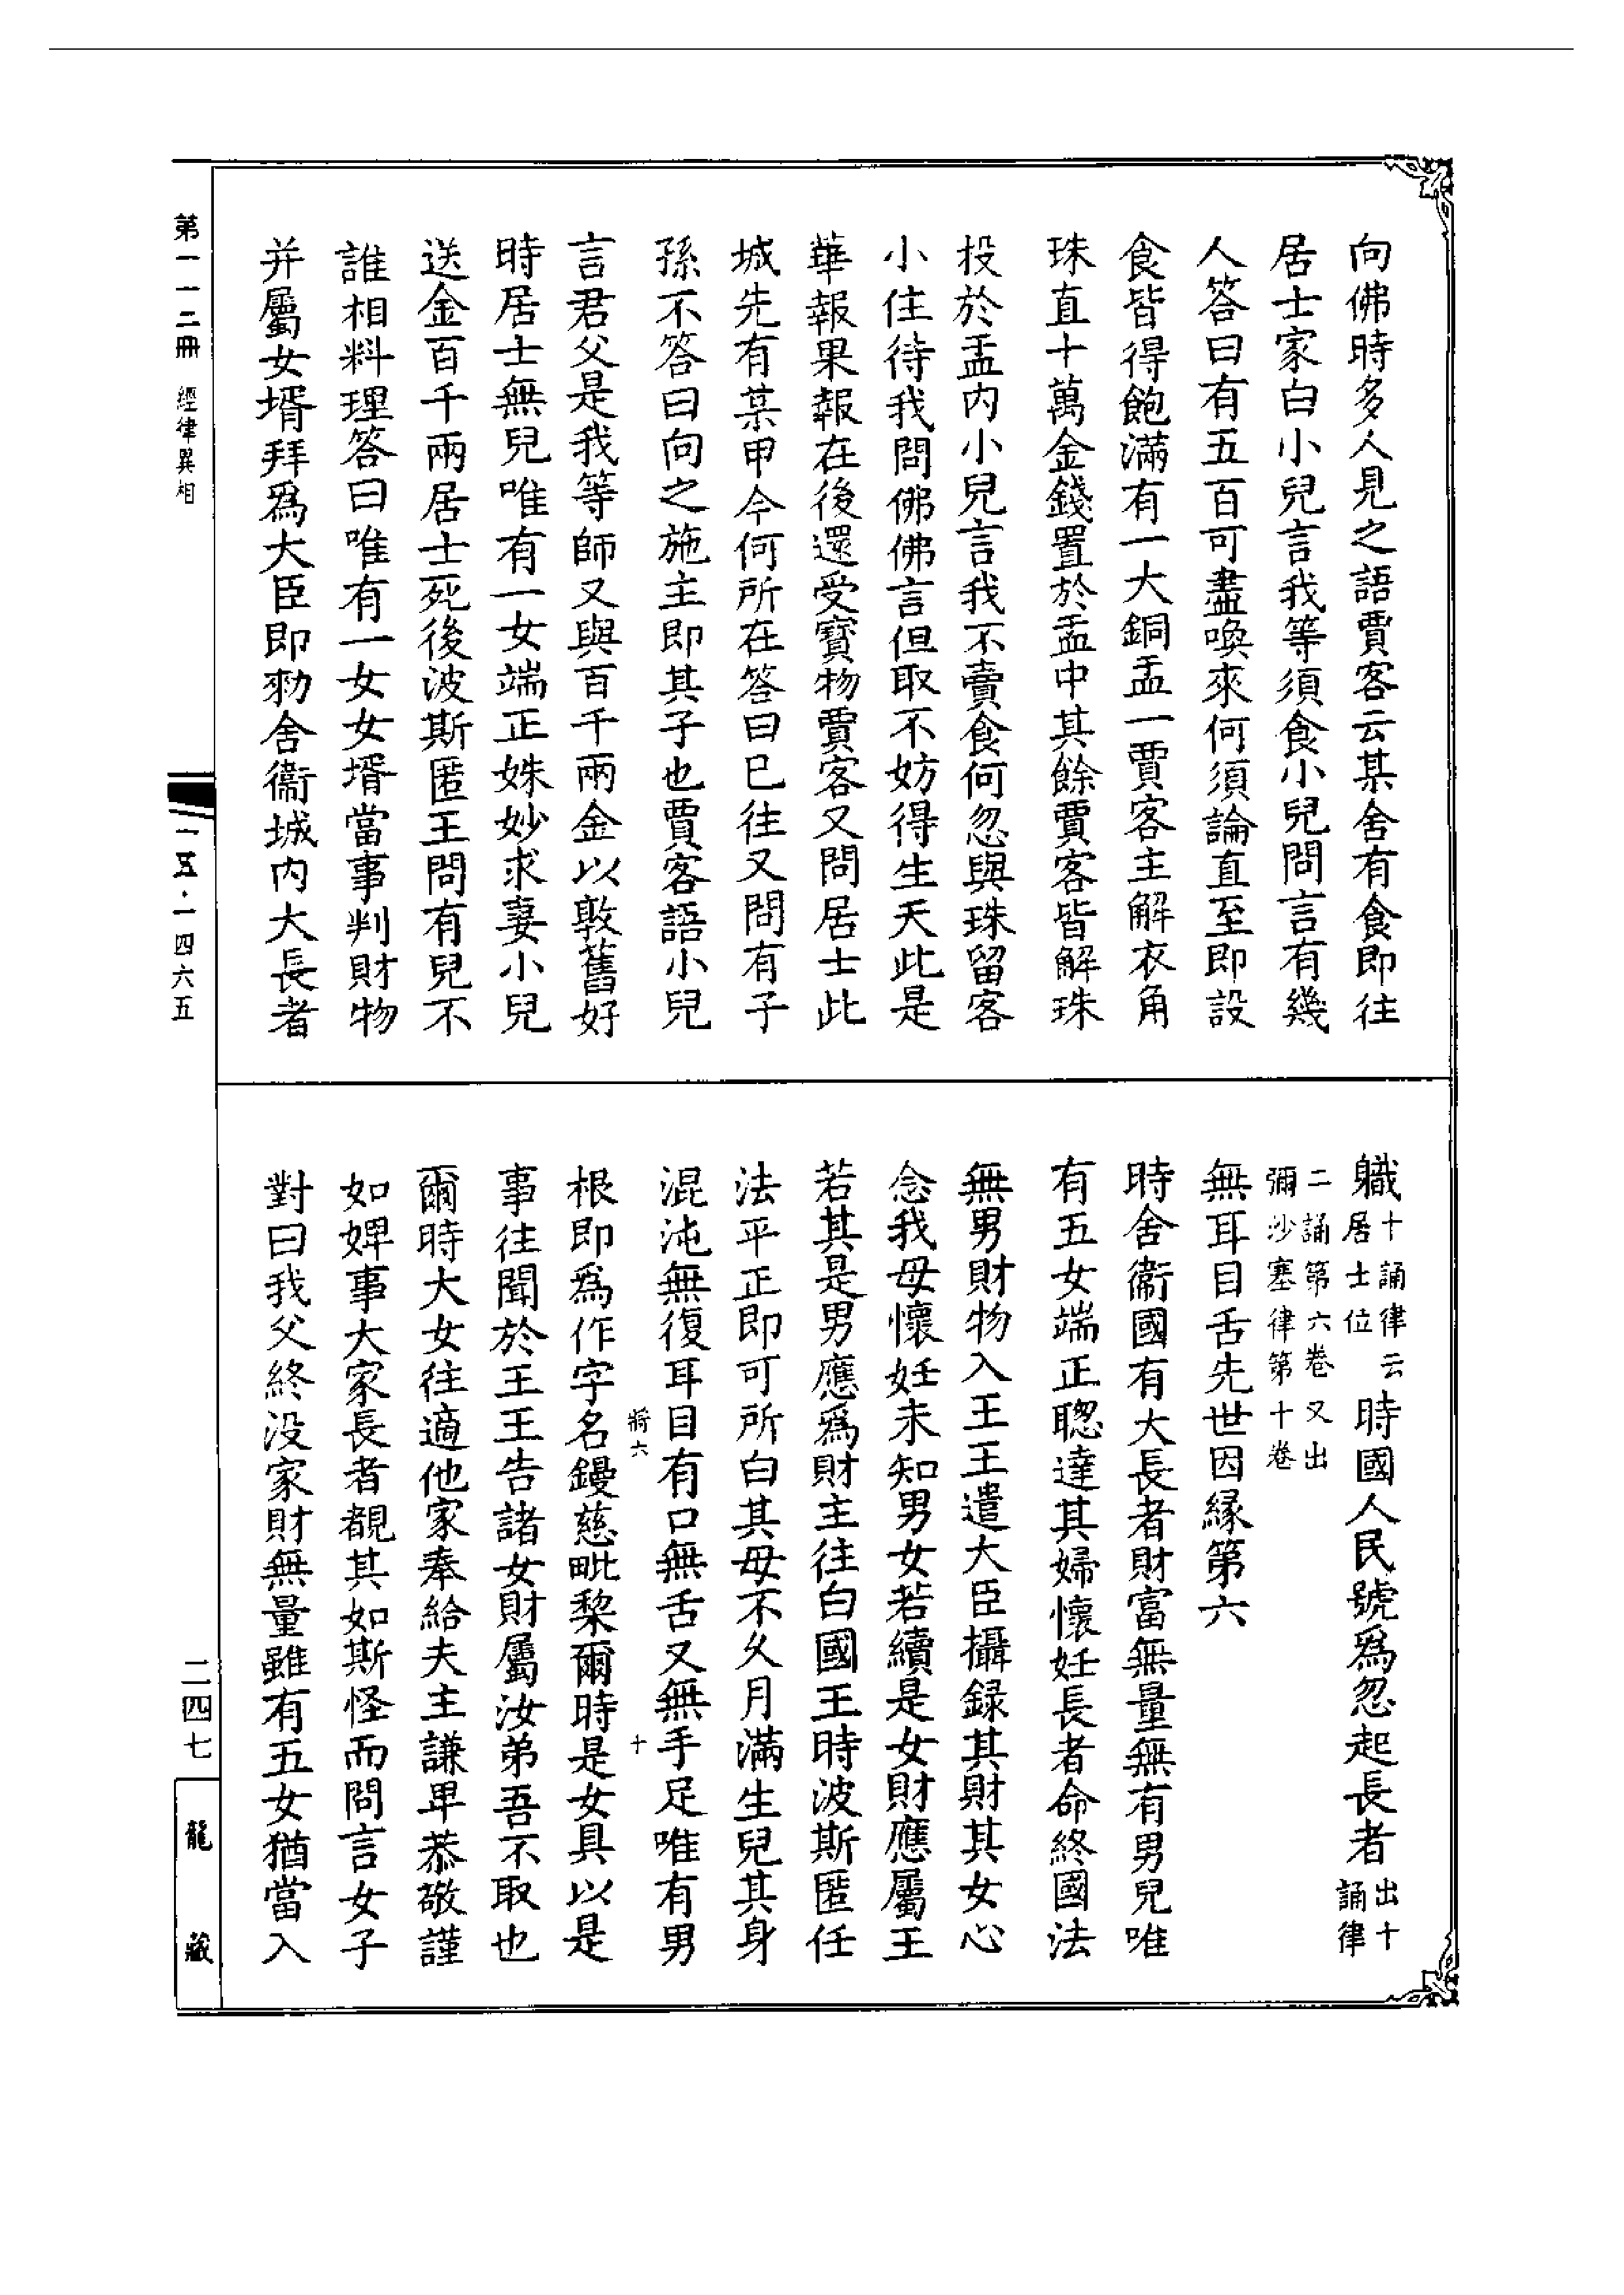 向佛時多人見之語賈客云某舍有食即往
居士家白小兒言我等須食小兒問言有幾
人答曰有五百可盡喚來何須論直至即設
食皆得飽滿有一大銅盂一賈客主解衣角
珠直十萬金錢置於盂中其餘賈客皆解珠
投於盂内小兒言我不賣食何忽與珠留客
小住待我問佛佛言但取不妨得生天此是
華報果報在後還受寶物賈客又問居士此
城先有某甲今何所在答曰已往又問有子
孫不答曰向之施主即其子也賈客語小兒
言君父是我等師又與百千兩金以敦舊好
時居士無兒唯有一女端正姝妙求妻小兒
送金百千兩居士死後波斯匿王問有兒不
誰相料理答曰唯有一女女壻當事判財物
并屬女壻拜爲大臣即勑舍衞城内大長者
職十誦律云居士位時國人民號爲忽起長者出十誦律
二誦第六卷又出彌沙塞律第十卷
無耳目舌先世因緣第六
時舍衞國有大長者財富無量無有男兒唯
有五女端正聰達其婦懷妊長者命終國法
無男財物入王王遣大臣攝録其財其女心
念我母懷妊未知男女若續是女財應屬王
若其是男應爲財主往白國王時波斯匿任
法平正即可所白其母不久月滿生兒其身
混沌無復耳目有口無舌又無手足唯有男
將六 十
根即爲作字名鏝慈毗棃爾時是女具以是
事往聞於王王告諸女財屬汝弟吾不取也
爾時大女往適他家奉給夫主謙卑恭敬謹
如婢事大家長者覩其如斯怪而問言女子
對曰我父終没家財無量雖有五女猶當入
第一一二冊 經律異相
一五·一四六五
二四七
龍藏